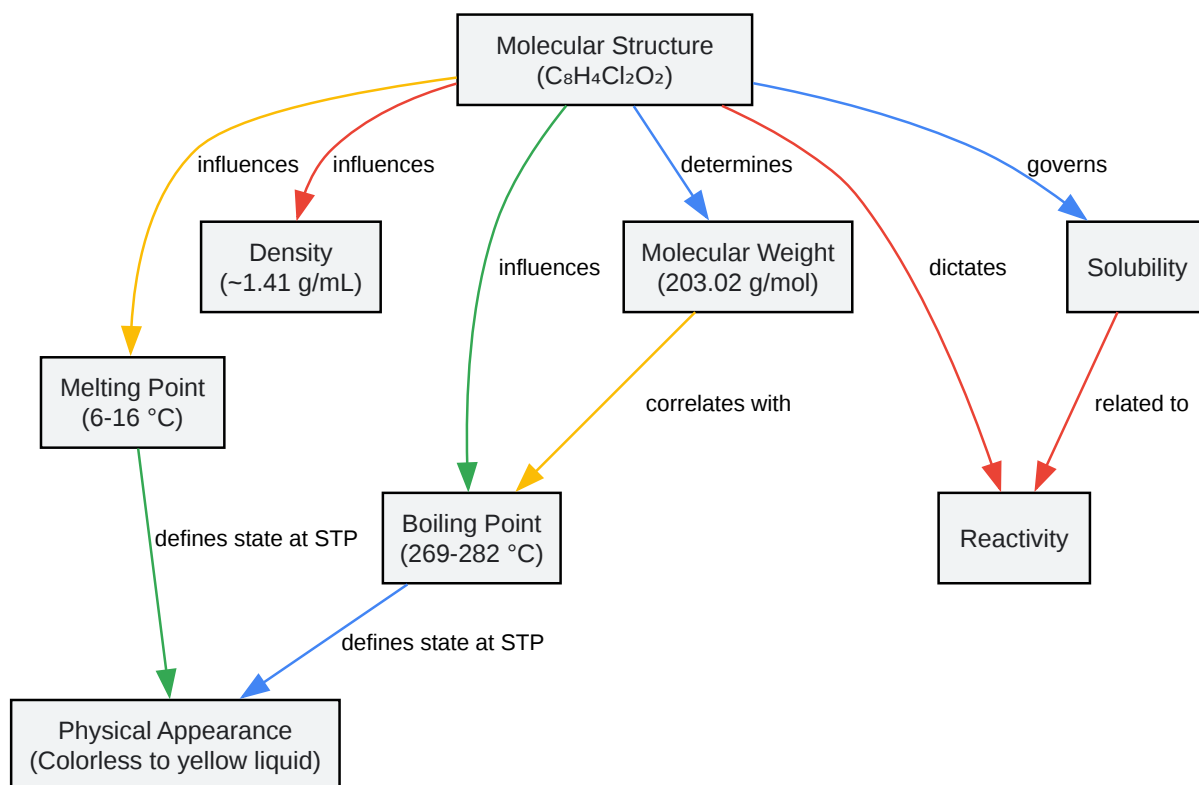 Molecular Structure
(C₈H₄Cl₂O₂)
influences
influences
determines
governs
Density
(~1.41 g/mL)
influences
Molecular Weight
(203.02 g/mol)
dictates
Solubility
Melting Point
(6-16 °C)
correlates with
related to
defines state at STP
Boiling Point
(269-282 °C)
Reactivity
defines state at STP
Physical Appearance
(Colorless to yellow liquid)